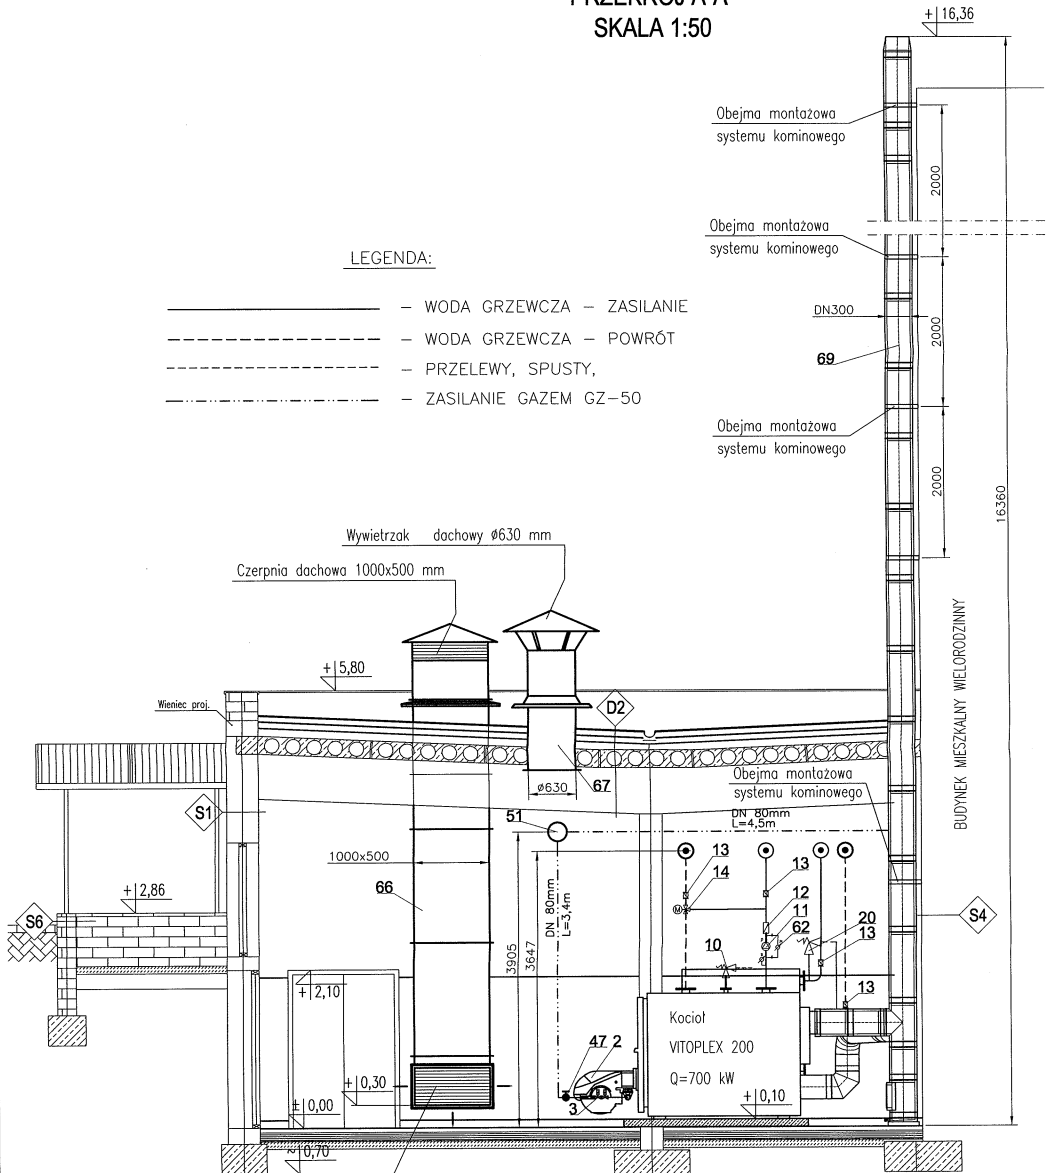 SKALA 1:50
+16,36
Obejma montażowa
systemu kominowego
2000
Obejma montażowa
systemu kominowego
LEGENDA:
– WODA GRZEWCZA – ZASILANIE
– WODA GRZEWCZA – POWRÓT
– PRZELEWY, SPUSTY,
– ZASILANIE GAZEM GZ–50
DN300
2000
69
Obejma montażowa
systemu kominowego
2000
16360
Wywietrzak dachowy ø630 mm
Czerpnia dachowa 1000x500 mm
BUDYNEK MIESZKALNY WIELORODZINNY
+5,80
Wieniec proj.
D2
67
ø630
Obejma montażowa
systemu kominowego
DN 80mm
L=4,5m
S1
51
1000x500
66
13
14
M
13
12
11
62
20
13
DN 80mm
L=3,4m
3905
3647
+2,86
S6
S4
10
+2,10
13
Kocioł
VITOPLEX 200
Q=700 kW
47 2
3
+0,30
±0,00
+0,10
0,70